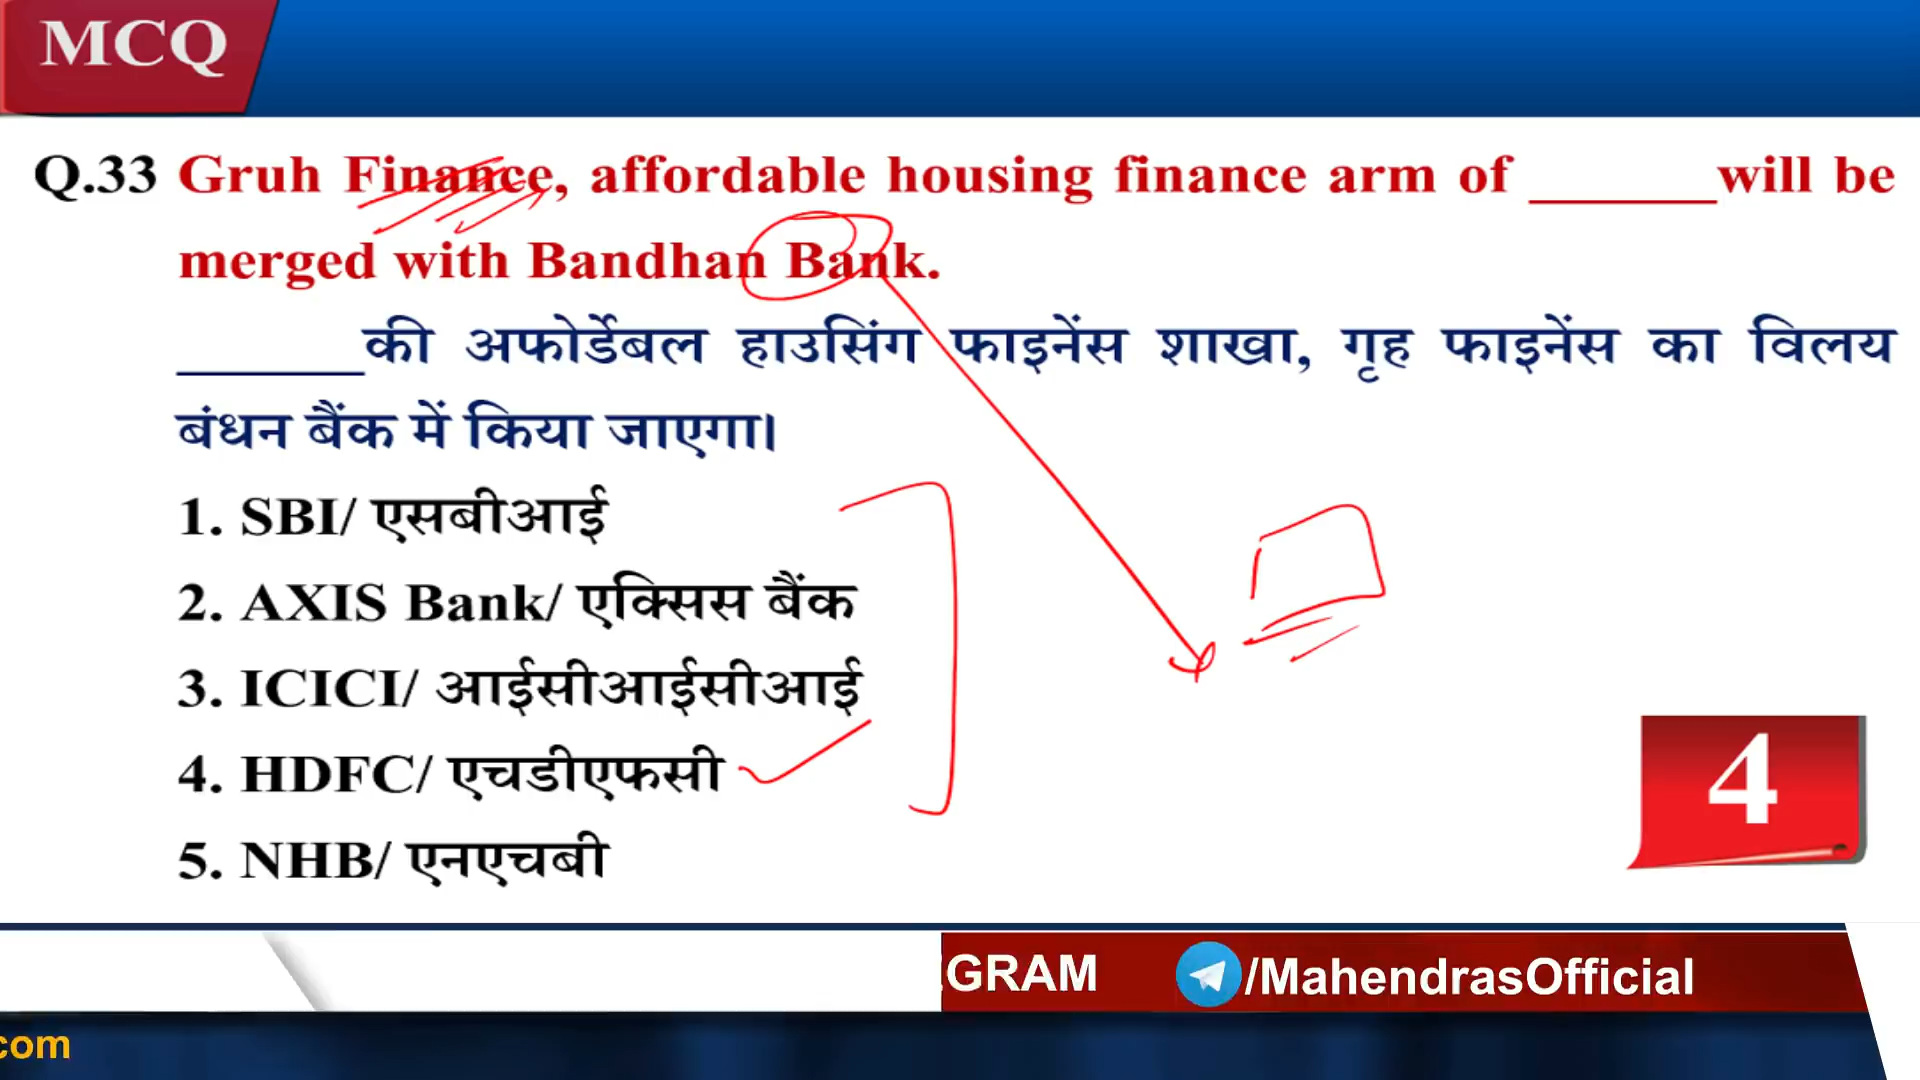 MCQ
Q.33 Gruh Finance, affordable housing finance arm of ______ will be
merged with Bandhan Bank.
______की अफोर्डेबल हाउसिंग फाइनेंस शाखा, गृह फाइनेंस का विलय
बंधन बैंक में किया जाएगा।
1. SBI/ एसबीआई
2. AXIS Bank/ एक्सिस बैंक
3. ICICI/ आईसीआईसीआई
4. HDFC/ एचडीएफसी
5. NHB/ एनएचबी
4
GRAM /MahendrasOfficial
com